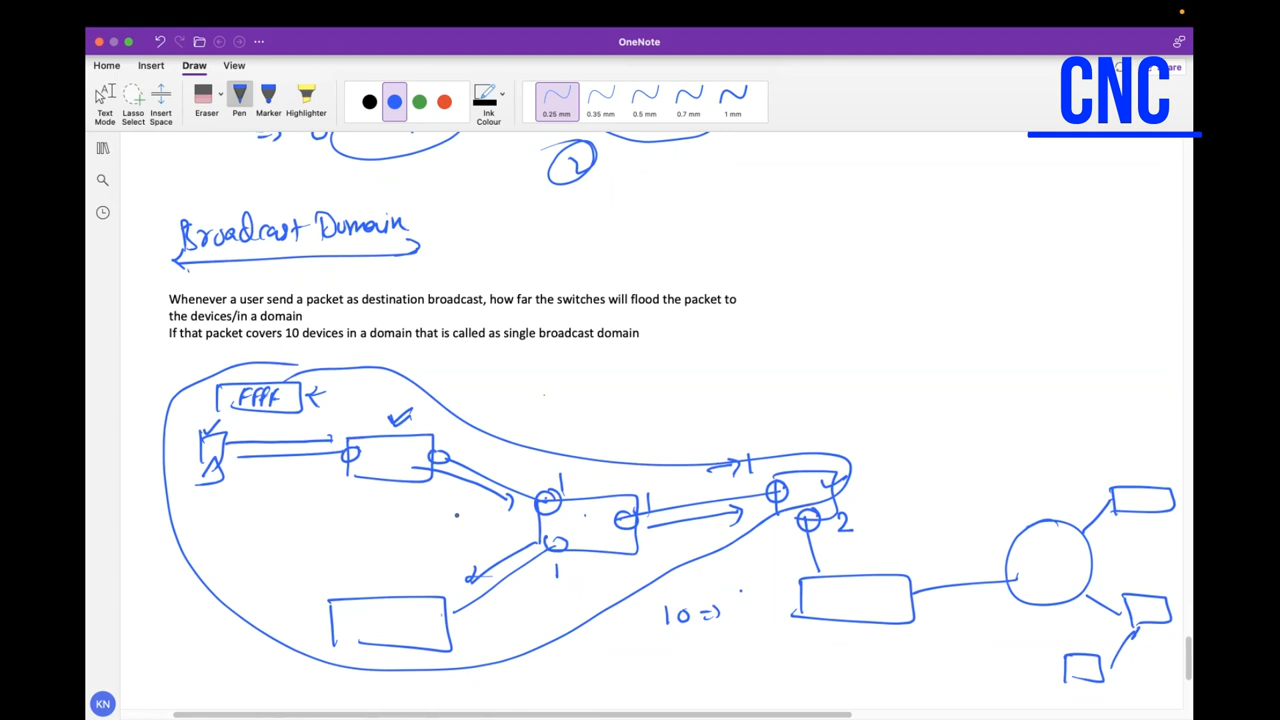 OneNote
Home Insert Draw View
CNC
Text Mode
Lasso Select
Insert Space
Eraser
Pen
Marker
Highlighter
Ink Colour
0.25 mm
0.35 mm
0.5 mm
0.7 mm
1 mm
2
Broadcast Domain
Whenever a user send a packet as destination broadcast, how far the switches will flood the packet to
the devices/in a domain
If that packet covers 10 devices in a domain that is called as single broadcast domain
FFFF
1
1
1
1
2
10 =>
KN